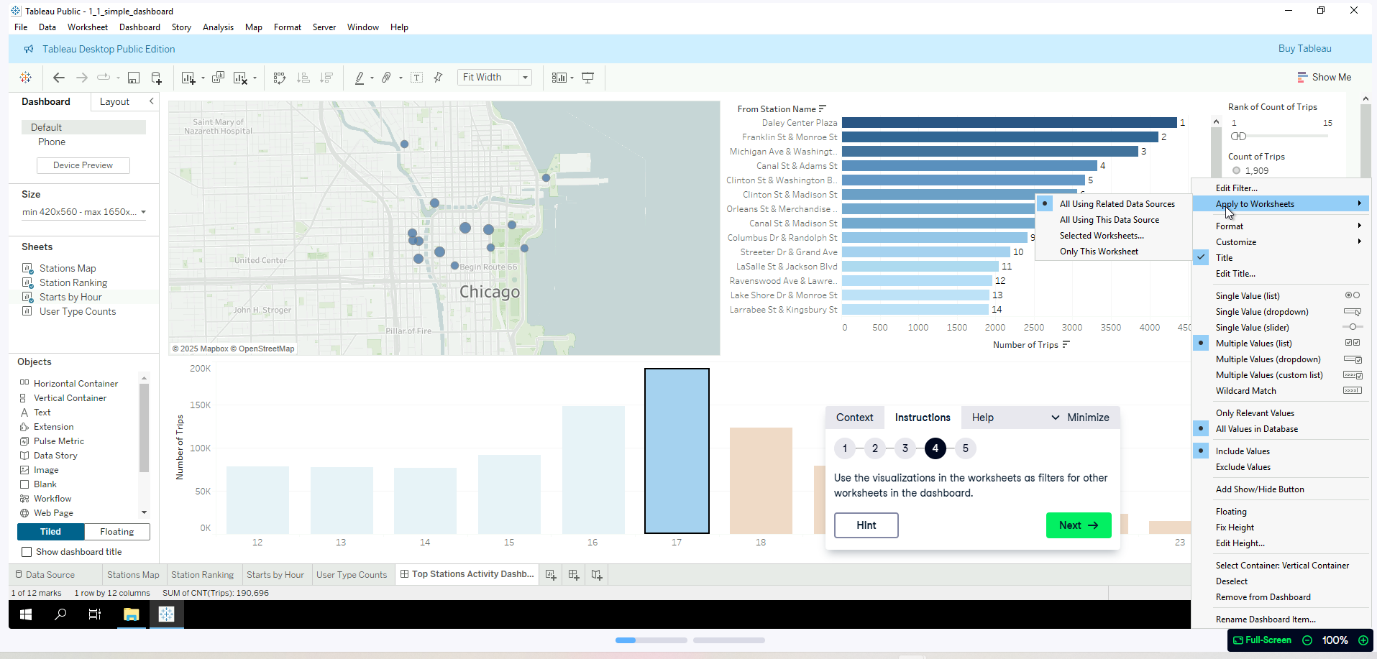 Tableau Public - 1_1_simple_dashboard
File Data Worksheet Dashboard Story Analysis Map Format Server Window Help
Tableau Desktop Public Edition
Buy Tableau
Fit Width
Show Me
Dashboard
Layout
Default
Phone
Device Preview
Size
min 420x560 - max 1650x...
Sheets
Stations Map
Station Ranking
Starts by Hour
User Type Counts
Objects
Horizontal Container
Vertical Container
Text
Extension
Pulse Metric
Data Story
Image
Blank
Workflow
Web Page
Tiled
Floating
Show dashboard title
Saint Mary of
Nazareth Hospital
United Center
Begin Route 66
Chicago
John H. Stroger
Pillar of Fire
© 2025 Mapbox © OpenStreetMap
From Station Name
Daley Center Plaza 1
Franklin St & Monroe St 2
Michigan Ave & Washingt.. 3
Canal St & Adams St 4
Clinton St & Washington B.. 5
Clinton St & Madison St
Orleans St & Merchandise ..
Canal St & Madison St
Columbus Dr & Randolph St 9
Streeter Dr & Grand Ave 10
LaSalle St & Jackson Blvd 11
Ravenswood Ave & Lawre.. 12
Lake Shore Dr & Monroe St 13
Larrabee St & Kingsbury St 14
0 500 1000 1500 2000 2500 3000 3500 4000 450
Number of Trips
Rank of Count of Trips
1 15
Count of Trips
1,909
All Using Related Data Sources
All Using This Data Source
Selected Worksheets...
Only This Worksheet
Edit Filter...
Apply to Worksheets
Format
Customize
Title
Edit Title...
Single Value (list)
Single Value (dropdown)
Single Value (slider)
Multiple Values (list)
Multiple Values (dropdown)
Multiple Values (custom list)
Wildcard Match
Only Relevant Values
All Values in Database
Include Values
Exclude Values
Add Show/Hide Button
Floating
Fix Height
Edit Height...
Select Container: Vertical Container
Deselect
Remove from Dashboard
Rename Dashboard Item...
Number of Trips
200K
150K
100K
50K
0K
12 13 14 15 16 17 18 23
Context
Instructions
Help
Minimize
1 2 3 4 5
Use the visualizations in the worksheets as filters for other
worksheets in the dashboard.
Hint
Next
Data Source
Stations Map
Station Ranking
Starts by Hour
User Type Counts
Top Stations Activity Dashb...
1 of 12 marks 1 row by 12 columns SUM of CNT(Trips): 190,696
Full-Screen
100%